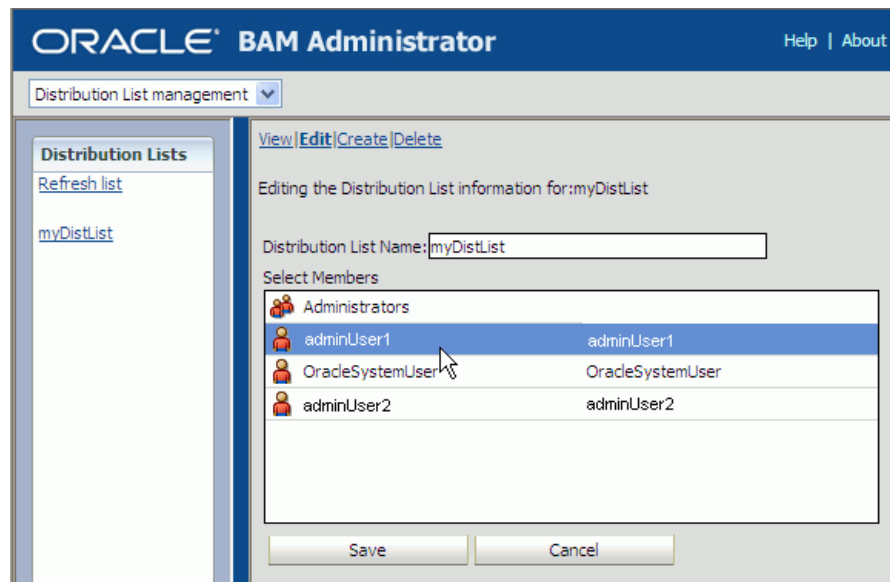 ORACLE® BAM Administrator
Help | About
Distribution List management
Distribution Lists
Refresh list
myDistList
View|Edit|Create|Delete
Editing the Distribution List information for:myDistList
Distribution List Name: myDistList
Select Members
Administrators
adminUser1 adminUser1
OracleSystemUser OracleSystemUser
adminUser2 adminUser2
Save Cancel